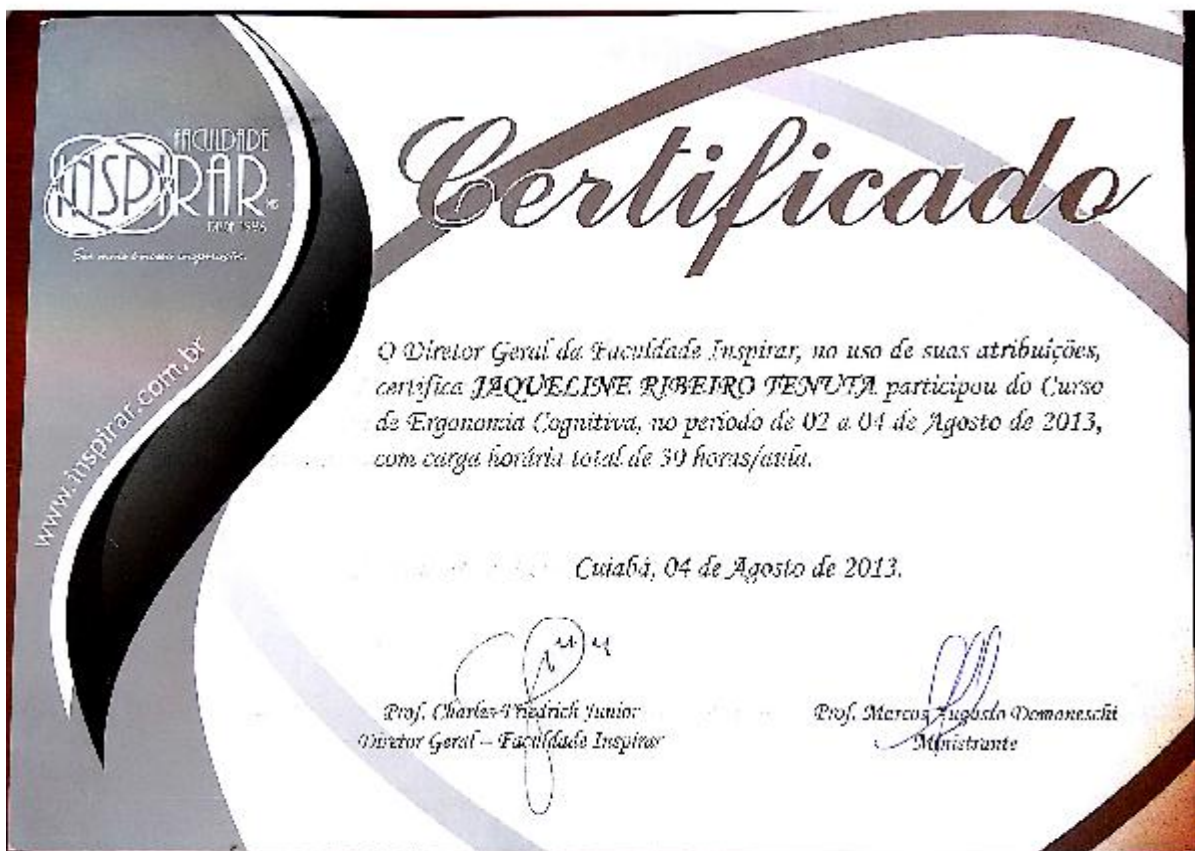 FACULDADE
INSPIRAR
DESDE 1996
www.inspirar.com.br
Certificado
O Diretor Geral da Faculdade Inspirar, no uso de suas atribuições,
certifica JAQUELINE RIBEIRO TENUTA participou do Curso
de Ergonomia Cognitiva, no período de 02 a 04 de Agosto de 2013,
com carga horária total de 30 horas/aula.
Cuiabá, 04 de Agosto de 2013.
Prof. Charles Friedrich Junior
Diretor Geral – Faculdade Inspirar
Prof. Marcos Augusto Domaneschi
Ministrante